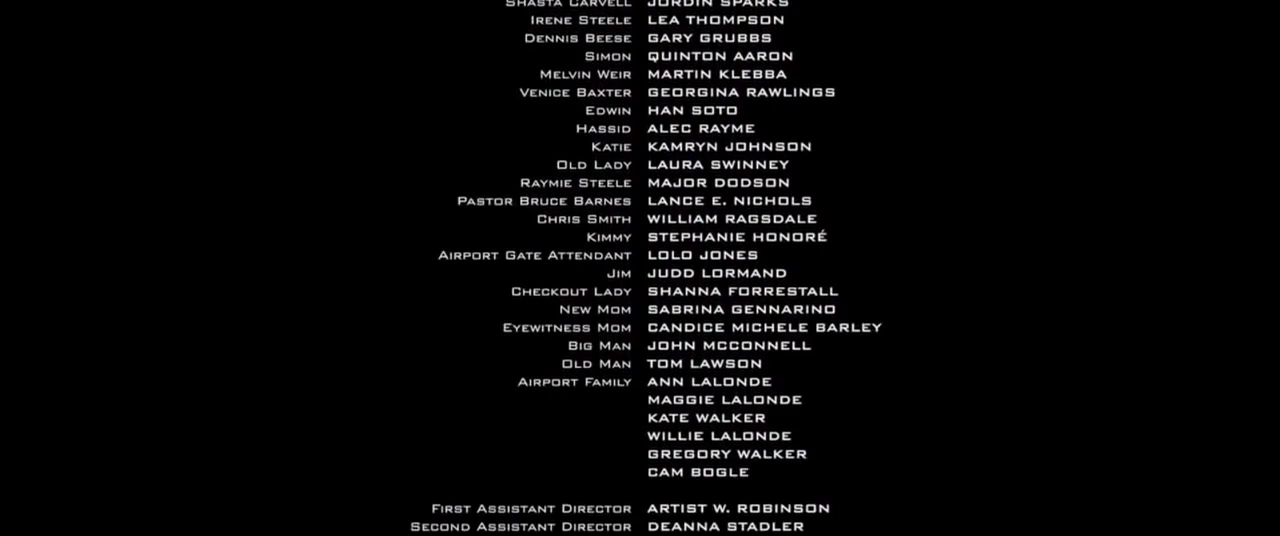 Shasta Carvell JORDIN SPARKS
Irene Steele LEA THOMPSON
Dennis Beese GARY GRUBBS
Simon QUINTON AARON
Melvin Weir MARTIN KLEBBA
Venice Baxter GEORGINA RAWLINGS
Edwin HAN SOTO
Hassid ALEC RAYME
Katie KAMRYN JOHNSON
Old Lady LAURA SWINNEY
Raymie Steele MAJOR DODSON
Pastor Bruce Barnes LANCE E. NICHOLS
Chris Smith WILLIAM RAGSDALE
Kimmy STEPHANIE HONORÉ
Airport Gate Attendant LOLO JONES
Jim JUDD LORMAND
Checkout Lady SHANNA FORRESTALL
New Mom SABRINA GENNARINO
Eyewitness Mom CANDICE MICHELE BARLEY
Big Man JOHN MCCONNELL
Old Man TOM LAWSON
Airport Family ANN LALONDE
MAGGIE LALONDE
KATE WALKER
WILLIE LALONDE
GREGORY WALKER
CAM BOGLE
First Assistant Director ARTIST W. ROBINSON
Second Assistant Director DEANNA STADLER